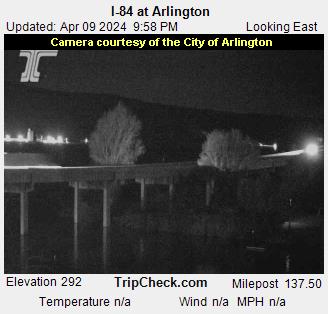 I-84 at Arlington
Updated: Apr 09 2024 9:58 PM Looking East
Camera courtesy of the City of Arlington
Elevation 292 TripCheck.com Milepost 137.50
Temperature n/a Wind n/a MPH n/a